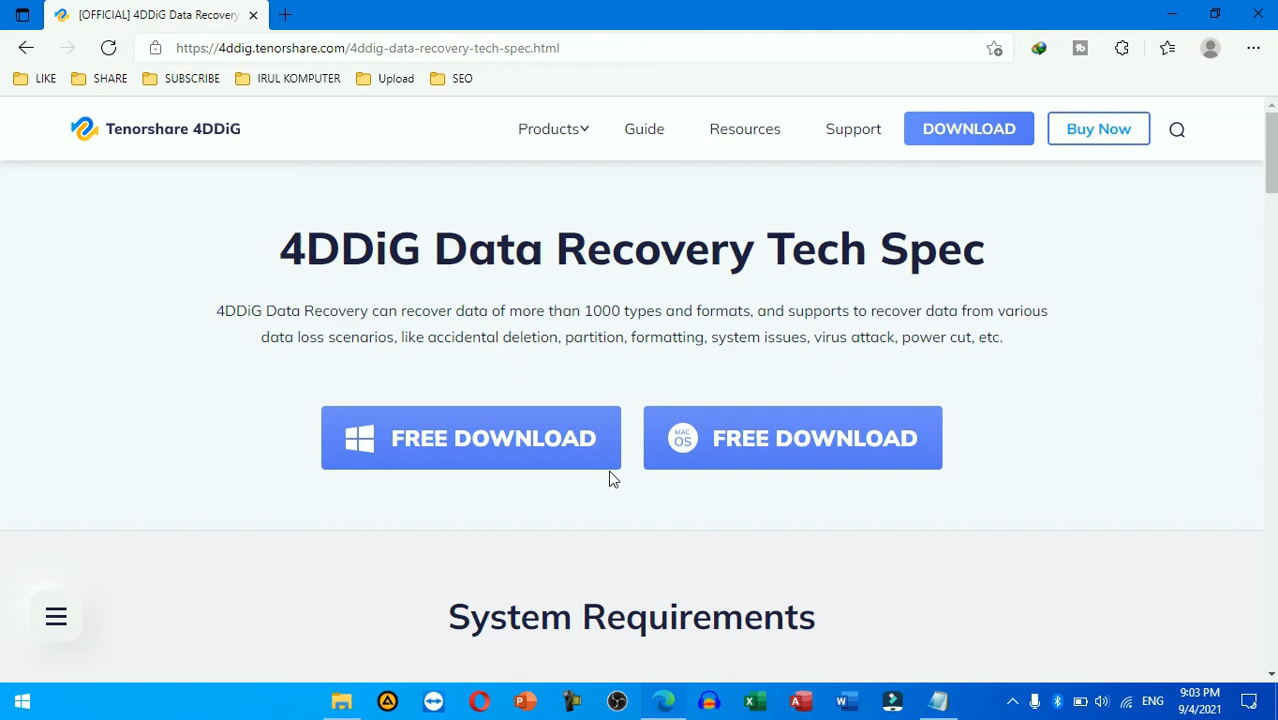 [OFFICIAL] 4DDiG Data Recovery
https://4ddig.tenorshare.com/4ddig-data-recovery-tech-spec.html
LIKE SHARE SUBSCRIBE IRUL KOMPUTER Upload SEO
Tenorshare 4DDiG Products Guide Resources Support DOWNLOAD Buy Now
4DDiG Data Recovery Tech Spec
4DDiG Data Recovery can recover data of more than 1000 types and formats, and supports to recover data from various
data loss scenarios, like accidental deletion, partition, formatting, system issues, virus attack, power cut, etc.
FREE DOWNLOAD MAC OS FREE DOWNLOAD
System Requirements
ENG 9:03 PM
9/4/2021